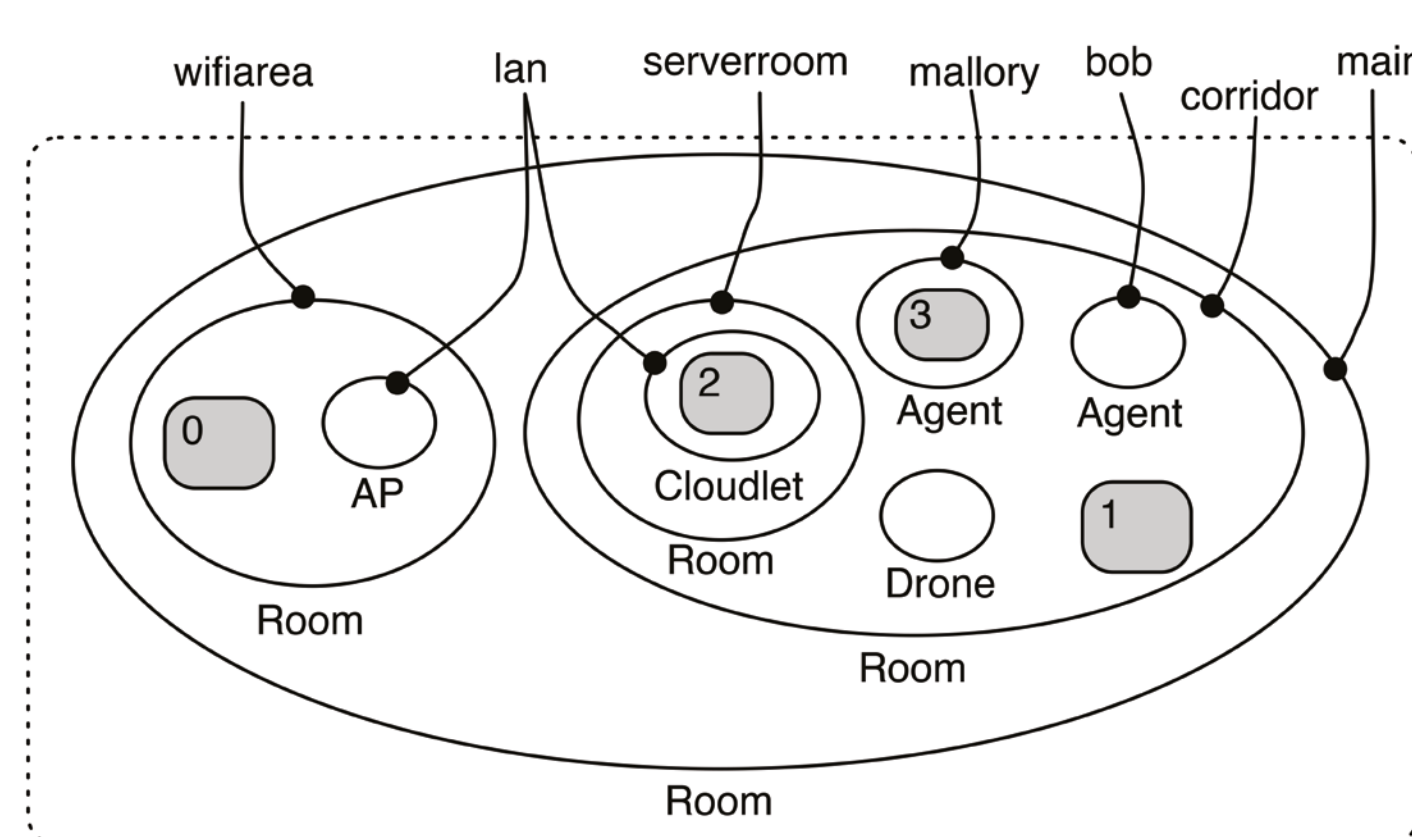 wifiarea
lan
serverroom
mallory
bob
corridor
main
3
2
0
1
Agent
Agent
AP
Cloudlet
Room
Drone
Room
Room
Room